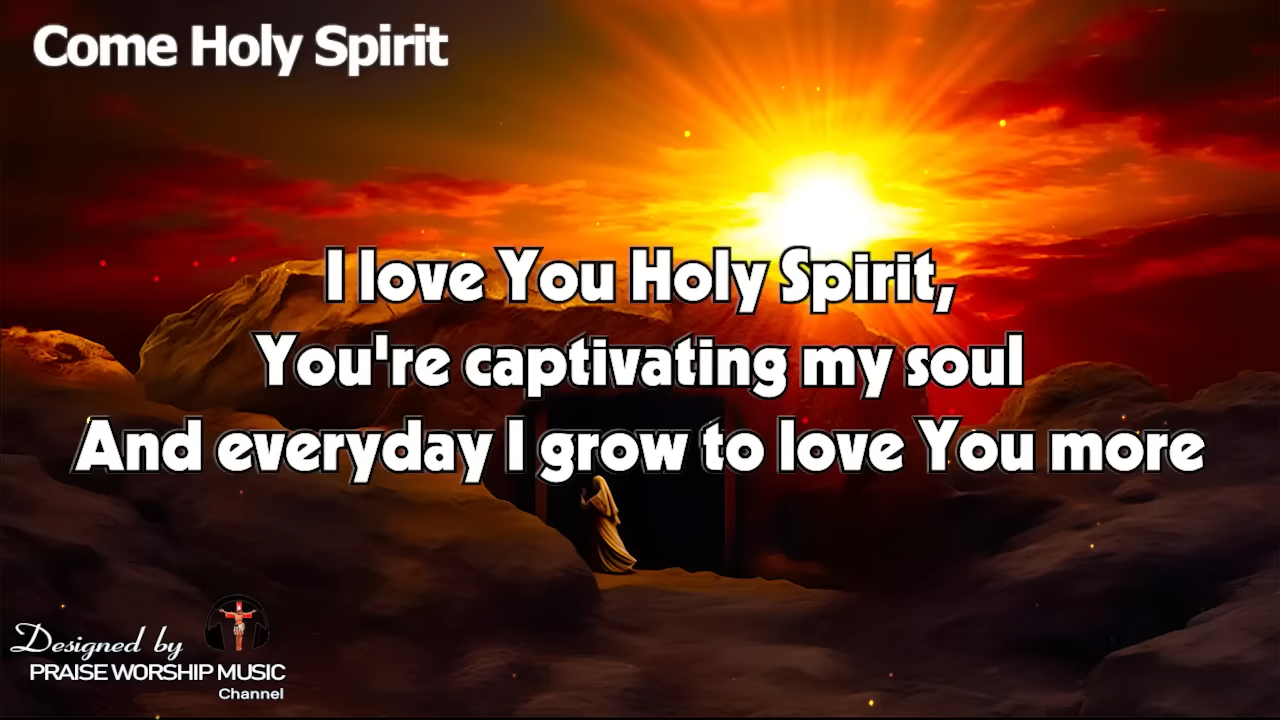 Come Holy Spirit
I love You Holy Spirit,
You're captivating my soul
And everyday I grow to love You more
Designed by
PRAISE WORSHIP MUSIC
Channel